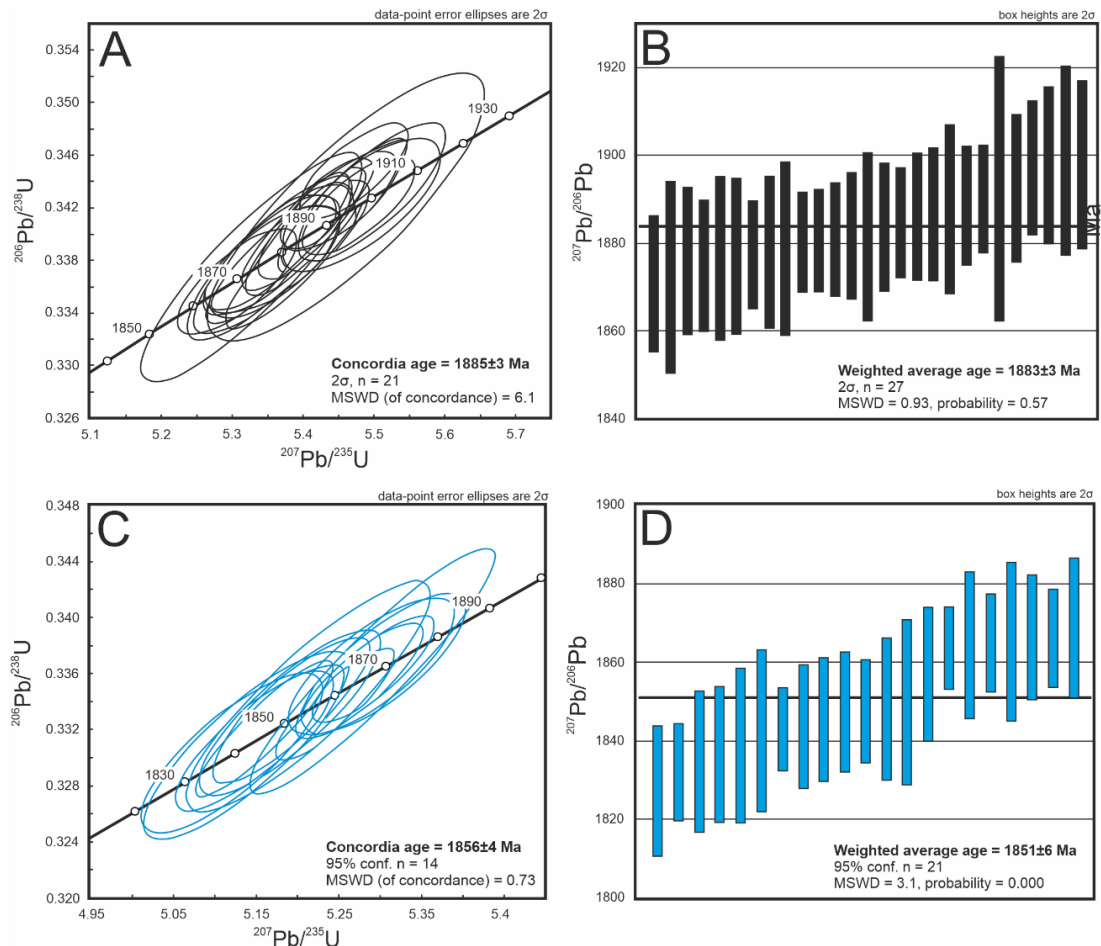 data-point error ellipses are 2σ
A
0.354
0.350
0.346
0.342
0.338
0.334
0.330
0.326
206Pb/238U
1930
1910
1890
1870
1850
Concordia age = 1885±3 Ma
2σ, n = 21
MSWD (of concordance) = 6.1
5.1
5.2
5.3
5.4
5.5
5.6
5.7
207Pb/235U
box heights are 2σ
B
1920
1900
1880
1860
1840
207Pb/206Pb
Ma
Weighted average age = 1883±3 Ma
2σ, n = 27
MSWD = 0.93, probability = 0.57
data-point error ellipses are 2σ
C
0.348
0.344
0.340
0.336
0.332
0.328
0.324
0.320
206Pb/238U
1890
1870
1850
1830
Concordia age = 1856±4 Ma
95% conf. n = 14
MSWD (of concordance) = 0.73
4.95
5.05
5.15
5.25
5.35
5.4
207Pb/235U
box heights are 2σ
D
1900
1880
1860
1840
1820
1800
207Pb/206Pb
Weighted average age = 1851±6 Ma
95% conf. n = 21
MSWD = 3.1, probability = 0.000